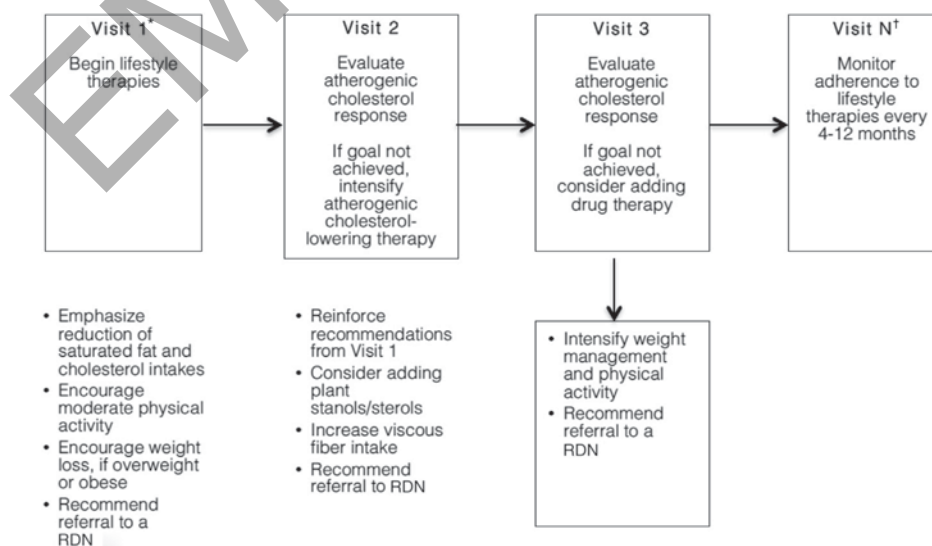 Visit 1*
Begin lifestyle
therapies
Visit 2
Evaluate
atherogenic
cholesterol
response
If goal not
achieved,
intensify
atherogenic
cholesterol-
lowering therapy
Visit 3
Evaluate
atherogenic
cholesterol
response
If goal not
achieved,
consider adding
drug therapy
Visit N†
Monitor
adherence to
lifestyle
therapies every
4-12 months
• Emphasize
reduction of
saturated fat and
cholesterol intakes
• Encourage
moderate physical
activity
• Encourage weight
loss, if overweight
or obese
• Recommend
referral to a
RDN
• Reinforce
recommendations
from Visit 1
• Consider adding
plant
stanols/sterols
• Increase viscous
fiber intake
• Recommend
referral to RDN
• Intensify weight
management
and physical
activity
• Recommend
referral to a
RDN